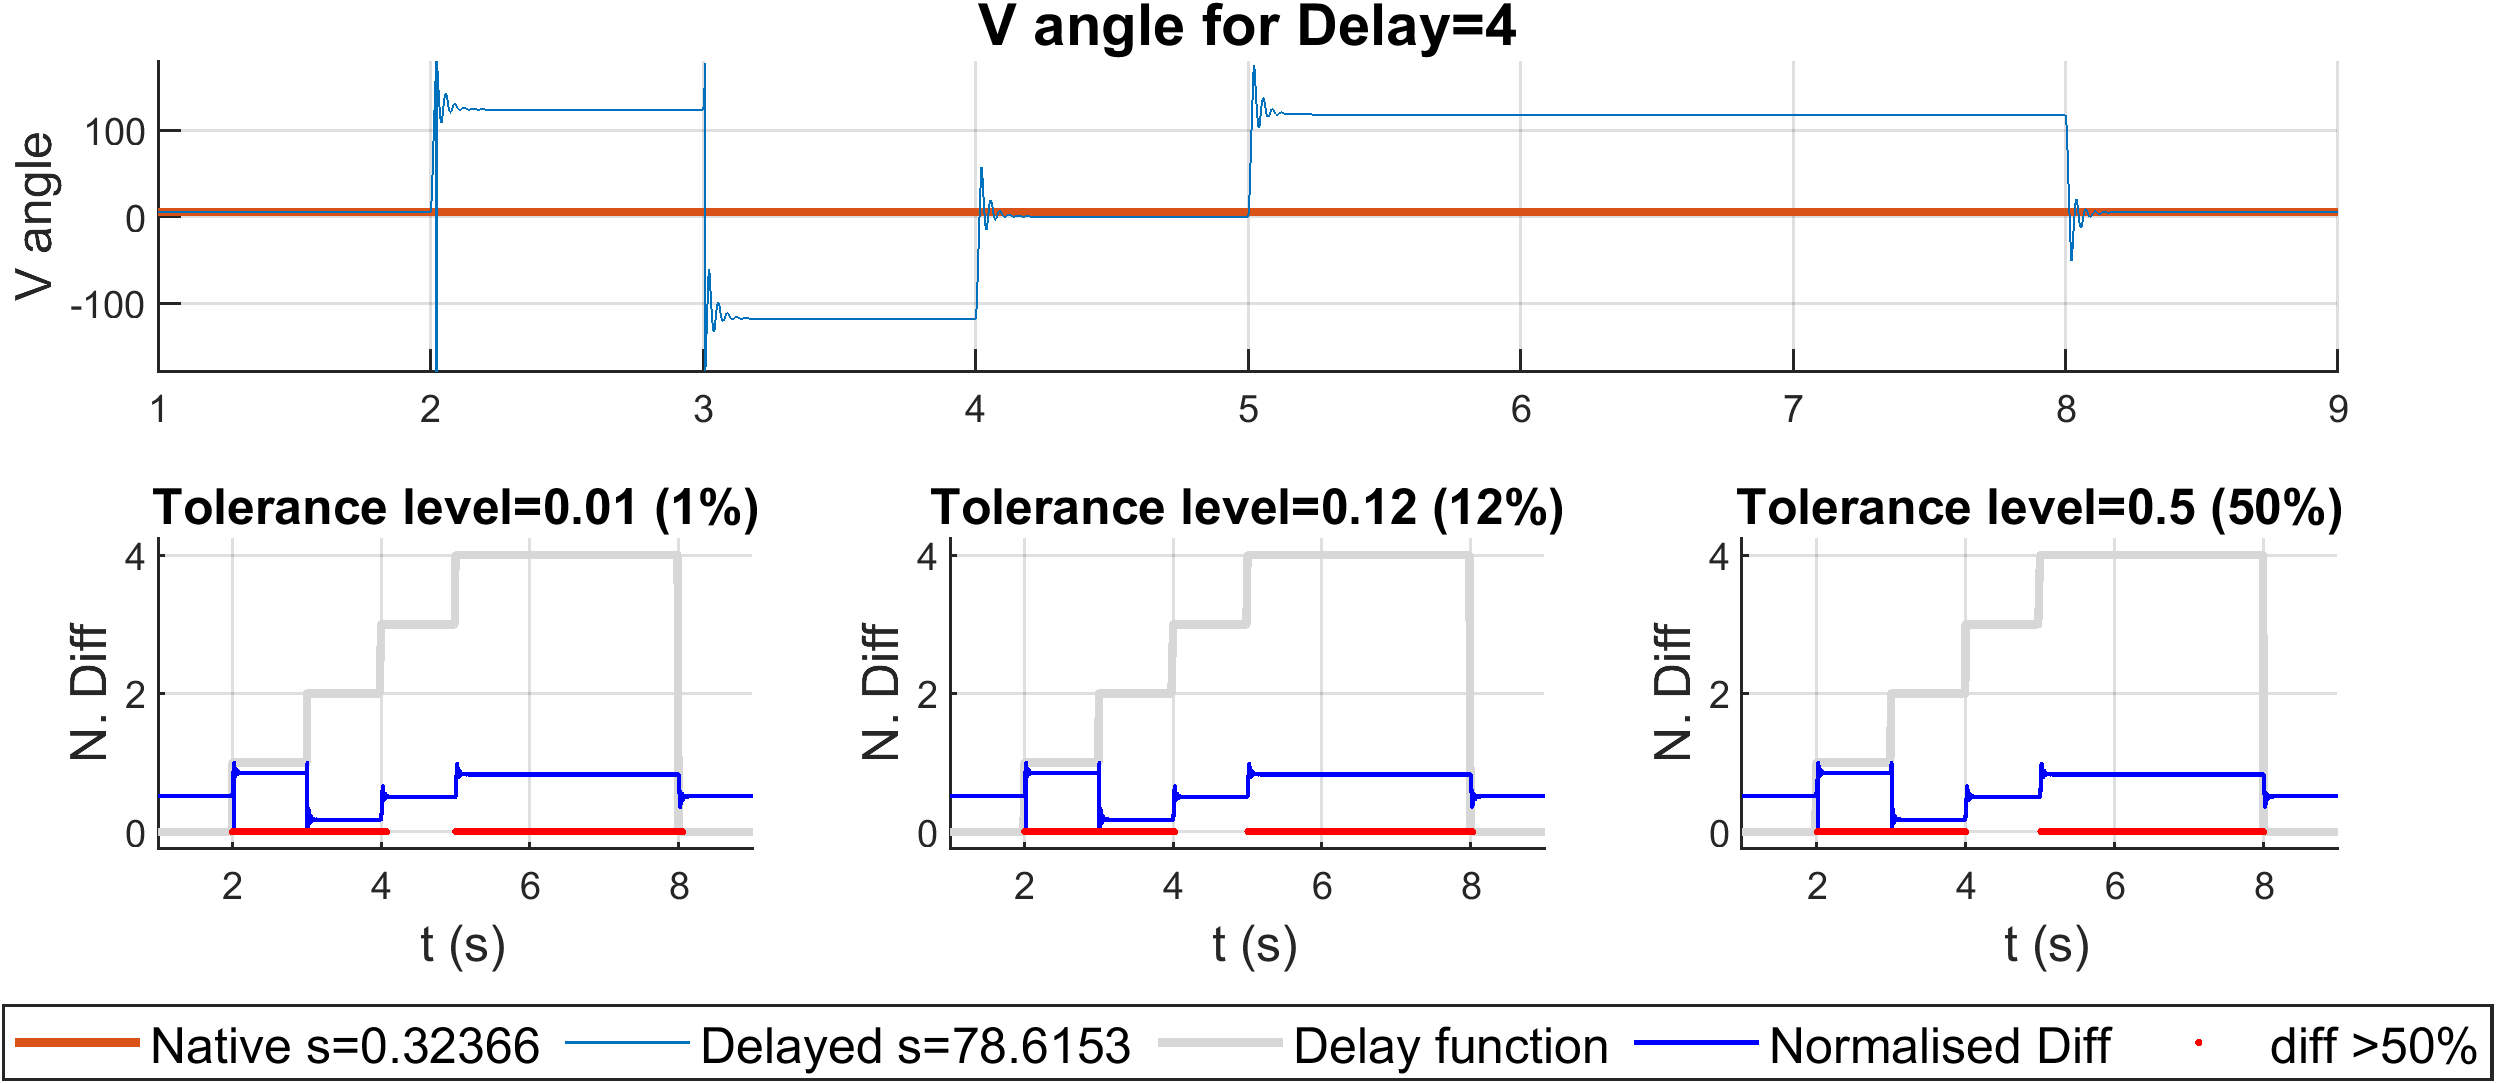 V angle for Delay=4
V angle
100
0
-100
1 2 3 4 5 6 7 8 9
Tolerance level=0.01 (1%)
N. Diff
4
2
0
2 4 6 8
t (s)
Tolerance level=0.12 (12%)
N. Diff
4
2
0
2 4 6 8
t (s)
Tolerance level=0.5 (50%)
N. Diff
4
2
0
2 4 6 8
t (s)
Native s=0.32366 Delayed s=78.6153 Delay function Normalised Diff diff >50%